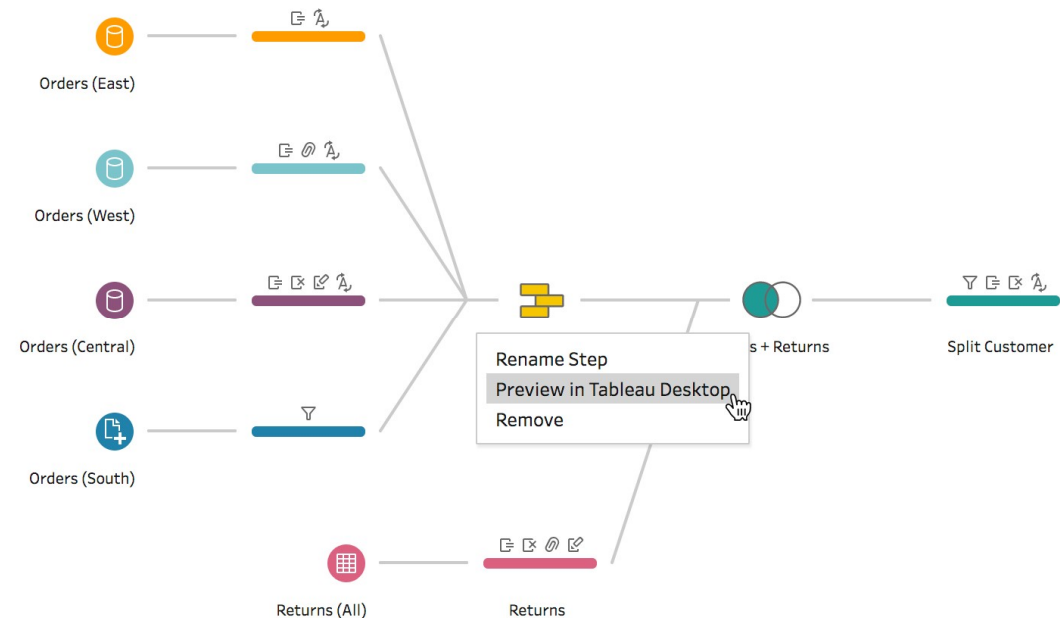 Orders (East)
Orders (West)
Orders (Central)
Orders (South)
Rename Step
Preview in Tableau Desktop
Remove
s + Returns
Split Customer
Returns (All)
Returns